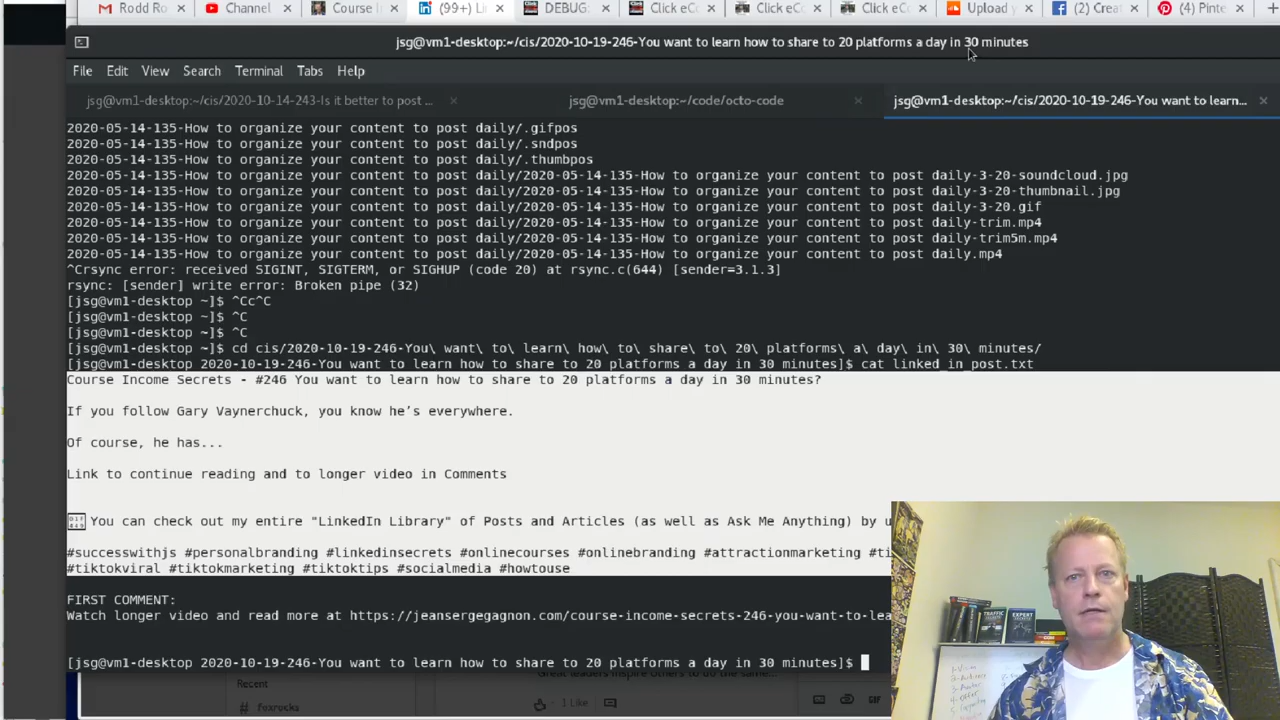 Rodd Ro
Channel
Course I
(99+) Li
DEBUG:
Click eC
Click eC
Click eC
Upload y
(2) Crea
(4) Pint
jsg@vm1-desktop:~/cis/2020-10-19-246-You want to learn how to share to 20 platforms a day in 30 minutes
File Edit View Search Terminal Tabs Help
jsg@vm1-desktop:~/cis/2020-10-14-243-Is it better to post ...
jsg@vm1-desktop:~/code/octo-code
jsg@vm1-desktop:~/cis/2020-10-19-246-You want to learn...
2020-05-14-135-How to organize your content to post daily/.gifpos
2020-05-14-135-How to organize your content to post daily/.sndpos
2020-05-14-135-How to organize your content to post daily/.thumbpos
2020-05-14-135-How to organize your content to post daily/2020-05-14-135-How to organize your content to post daily-3-20-soundcloud.jpg
2020-05-14-135-How to organize your content to post daily/2020-05-14-135-How to organize your content to post daily-3-20-thumbnail.jpg
2020-05-14-135-How to organize your content to post daily/2020-05-14-135-How to organize your content to post daily-3-20.gif
2020-05-14-135-How to organize your content to post daily/2020-05-14-135-How to organize your content to post daily-trim.mp4
2020-05-14-135-How to organize your content to post daily/2020-05-14-135-How to organize your content to post daily-trim5m.mp4
2020-05-14-135-How to organize your content to post daily/2020-05-14-135-How to organize your content to post daily.mp4
^Crsync error: received SIGINT, SIGTERM, or SIGHUP (code 20) at rsync.c(644) [sender=3.1.3]
rsync: [sender] write error: Broken pipe (32)
[jsg@vm1-desktop ~]$ ^Cc^C
[jsg@vm1-desktop ~]$ ^C
[jsg@vm1-desktop ~]$ ^C
[jsg@vm1-desktop ~]$ cd cis/2020-10-19-246-You\ want\ to\ learn\ how\ to\ share\ to\ 20\ platforms\ a\ day\ in\ 30\ minutes/
[jsg@vm1-desktop 2020-10-19-246-You want to learn how to share to 20 platforms a day in 30 minutes]$ cat linked_in_post.txt
Course Income Secrets - #246 You want to learn how to share to 20 platforms a day in 30 minutes?
If you follow Gary Vaynerchuck, you know he's everywhere.
Of course, he has...
Link to continue reading and to longer video in Comments
You can check out my entire "LinkedIn Library" of Posts and Articles (as well as Ask Me Anything) by u
#successwithjs #personalbranding #linkedinsecrets #onlinecourses #onlinebranding #attractionmarketing #ti
#tiktokviral #tiktokmarketing #tiktoktips #socialmedia #howtouse
FIRST COMMENT:
Watch longer video and read more at https://jeansergegagnon.com/course-income-secrets-246-you-want-to-lea
[jsg@vm1-desktop 2020-10-19-246-You want to learn how to share to 20 platforms a day in 30 minutes]$
Great leaders inspire others to do the same...
Recent
1 Like
GIF
# foxrocks
TRAFFIC
EXPERT